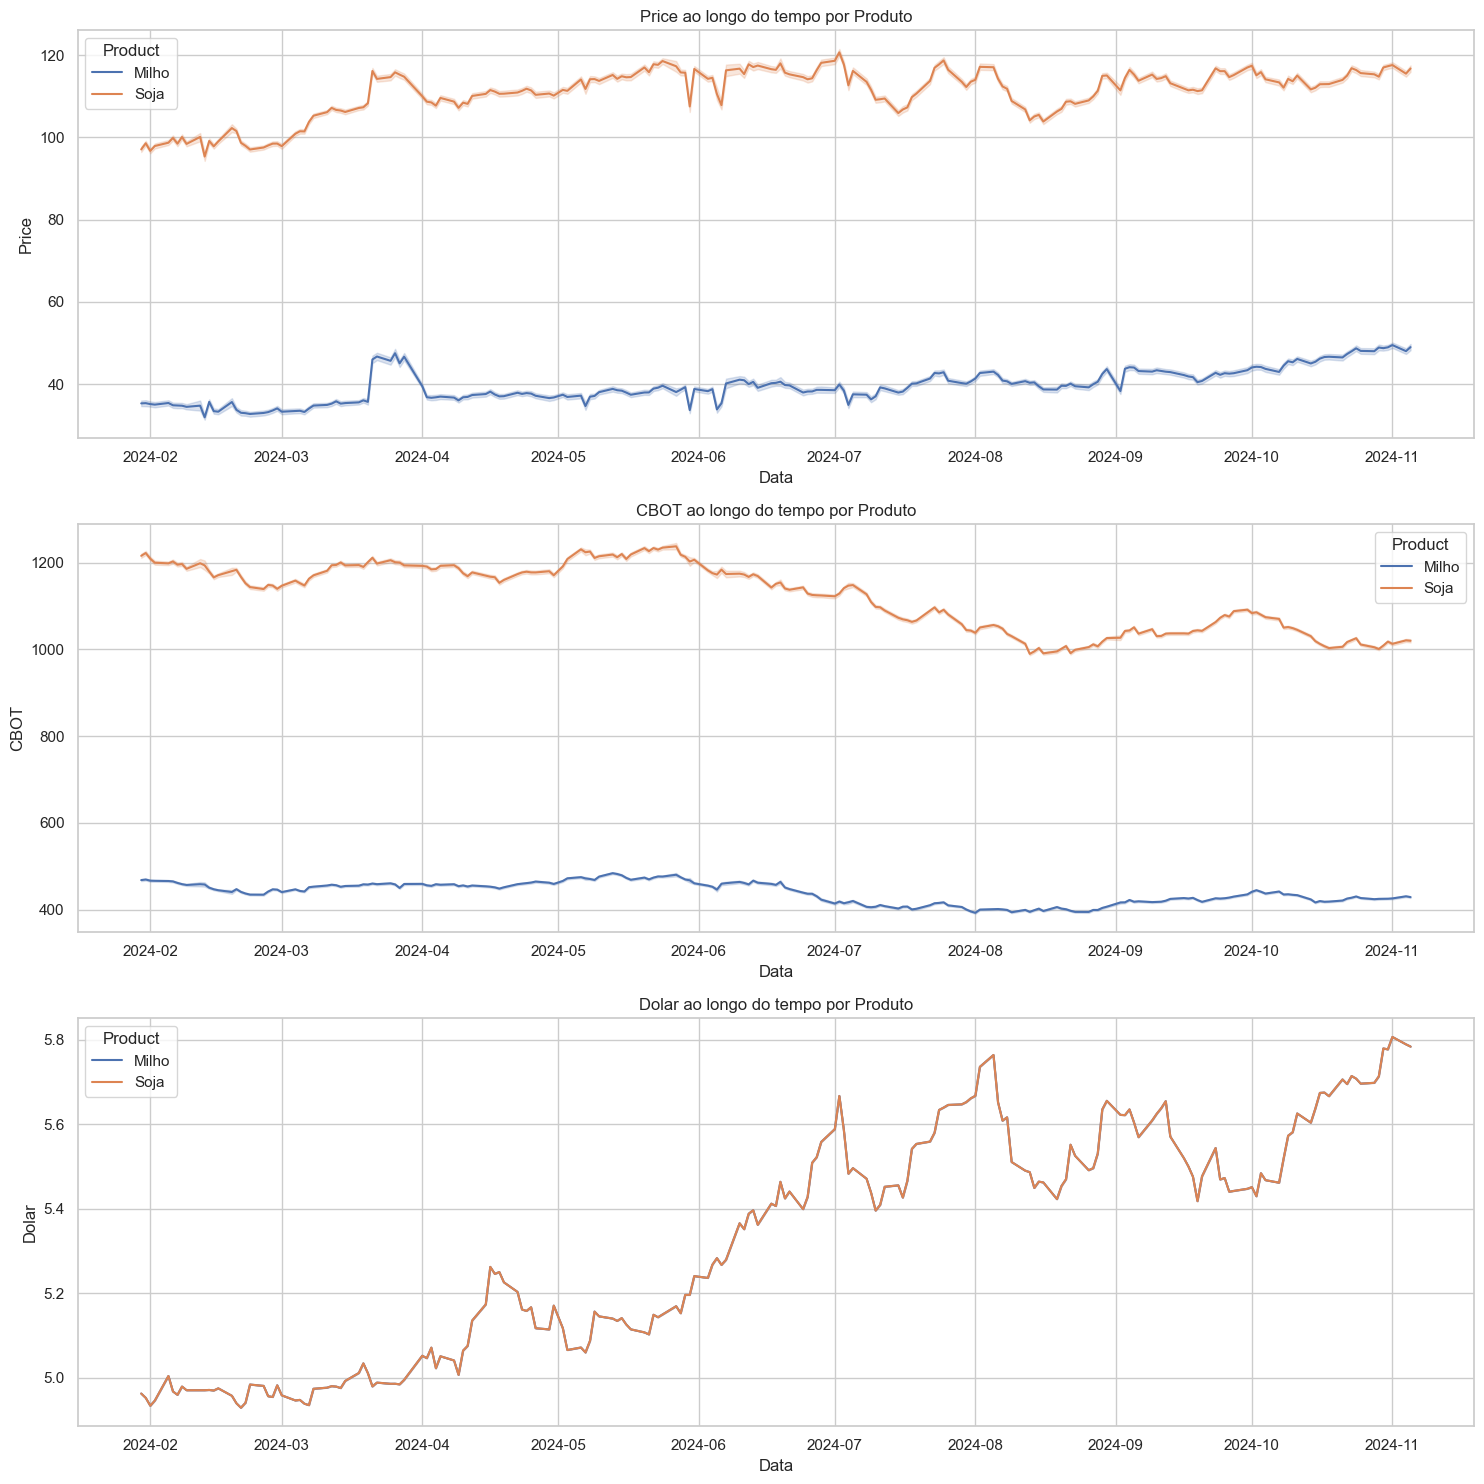 Price ao longo do tempo por Produto
Product
Milho
Soja
120
100
80
60
40
Price
2024-02 2024-03 2024-04 2024-05 2024-06 2024-07 2024-08 2024-09 2024-10 2024-11
Data
CBOT ao longo do tempo por Produto
Product
Milho
Soja
1200
1000
800
600
400
CBOT
2024-02 2024-03 2024-04 2024-05 2024-06 2024-07 2024-08 2024-09 2024-10 2024-11
Data
Dolar ao longo do tempo por Produto
Product
Milho
Soja
5.8
5.6
5.4
5.2
5.0
Dolar
2024-02 2024-03 2024-04 2024-05 2024-06 2024-07 2024-08 2024-09 2024-10 2024-11
Data